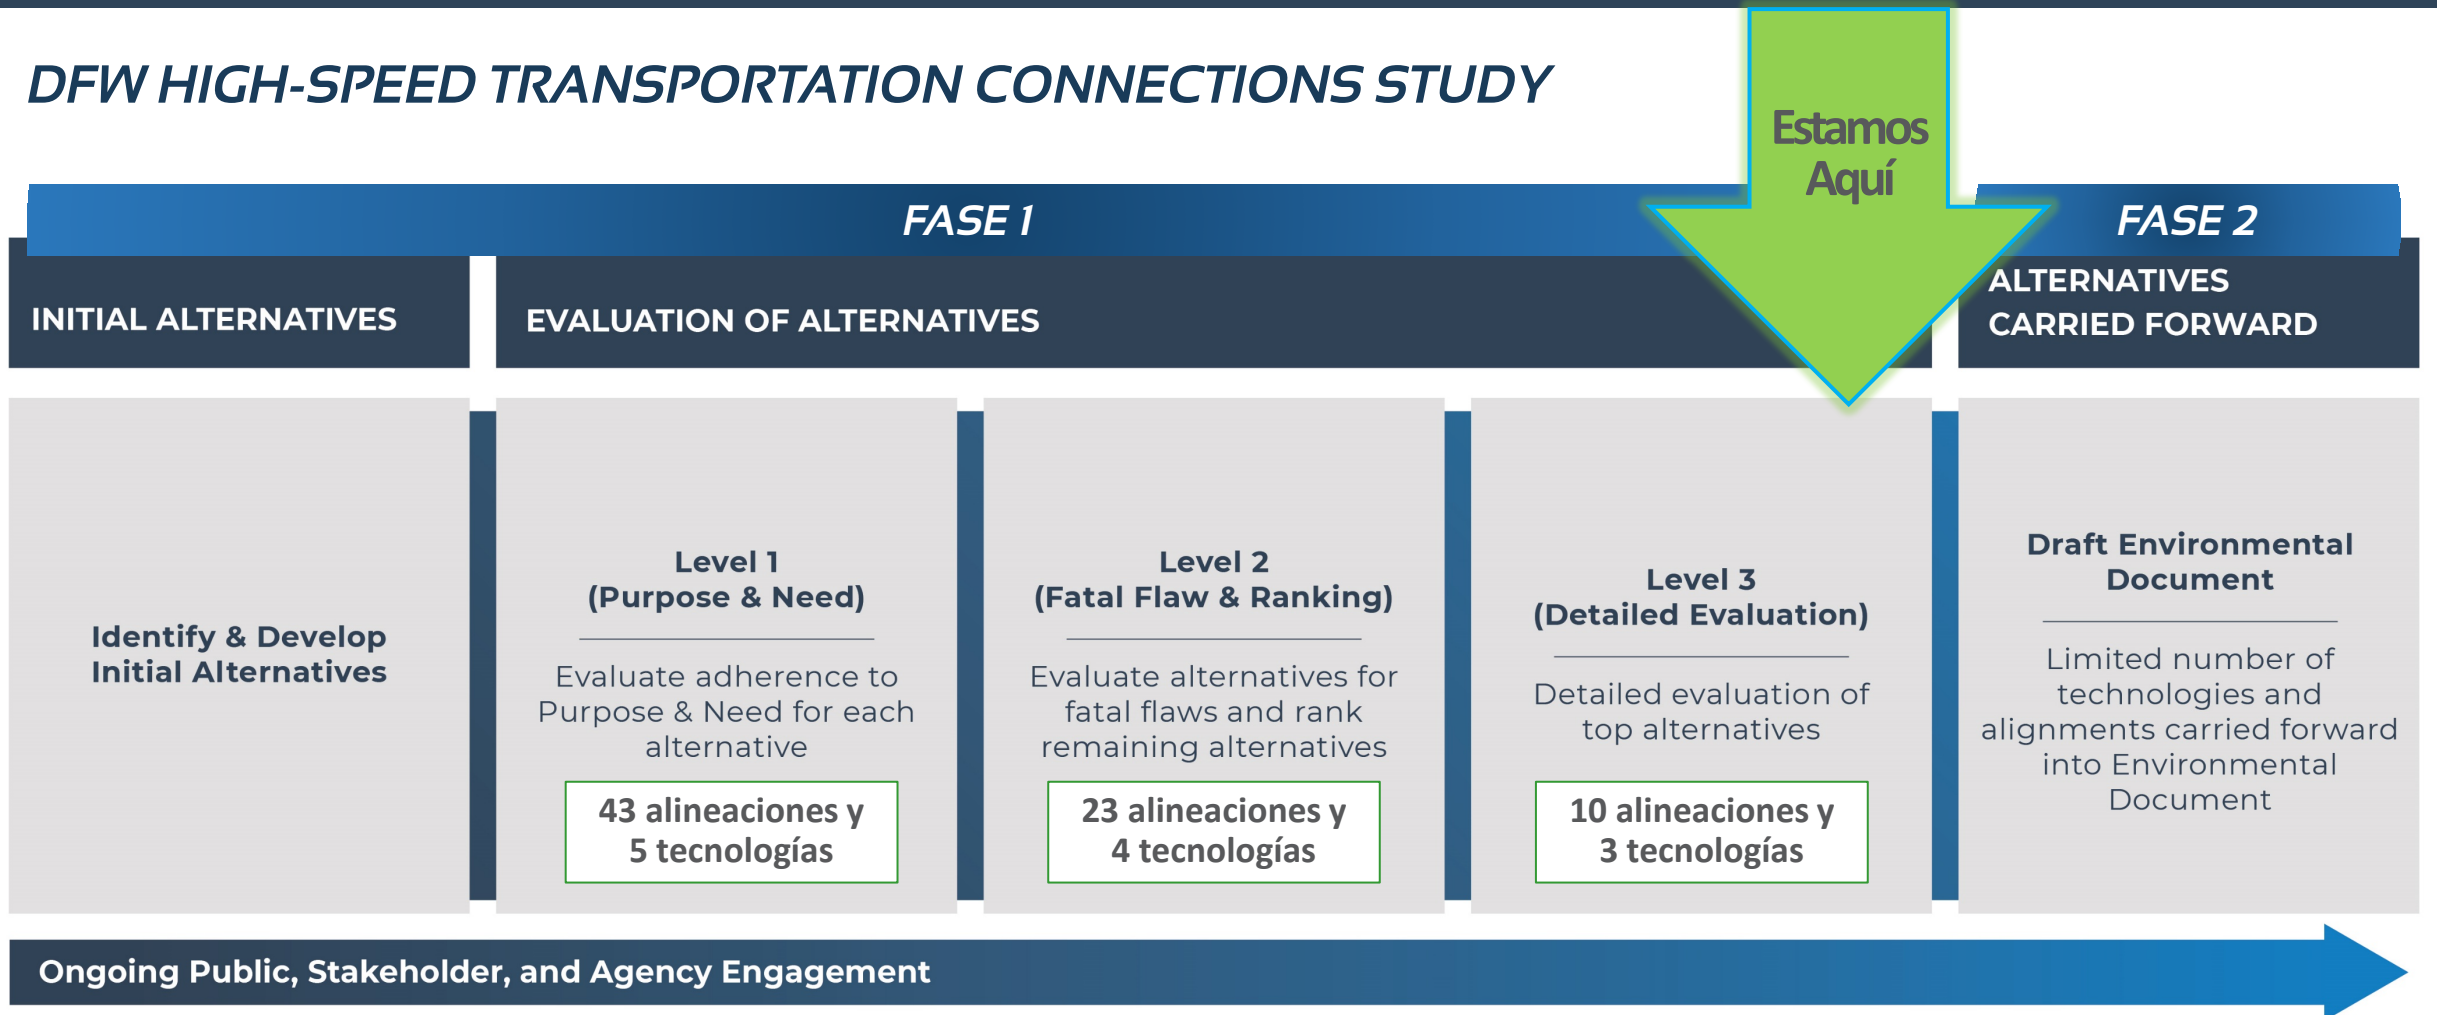 DFW HIGH-SPEED TRANSPORTATION CONNECTIONS STUDY
Estamos
Aquí
FASE 1
FASE 2
INITIAL ALTERNATIVES
EVALUATION OF ALTERNATIVES
ALTERNATIVES
CARRIED FORWARD
Identify & Develop
Initial Alternatives
Level 1
(Purpose & Need)
Evaluate adherence to
Purpose & Need for each
alternative
43 alineaciones y
5 tecnologías
Level 2
(Fatal Flaw & Ranking)
Evaluate alternatives for
fatal flaws and rank
remaining alternatives
23 alineaciones y
4 tecnologías
Level 3
(Detailed Evaluation)
Detailed evaluation of
top alternatives
10 alineaciones y
3 tecnologías
Draft Environmental
Document
Limited number of
technologies and
alignments carried forward
into Environmental
Document
Ongoing Public, Stakeholder, and Agency Engagement